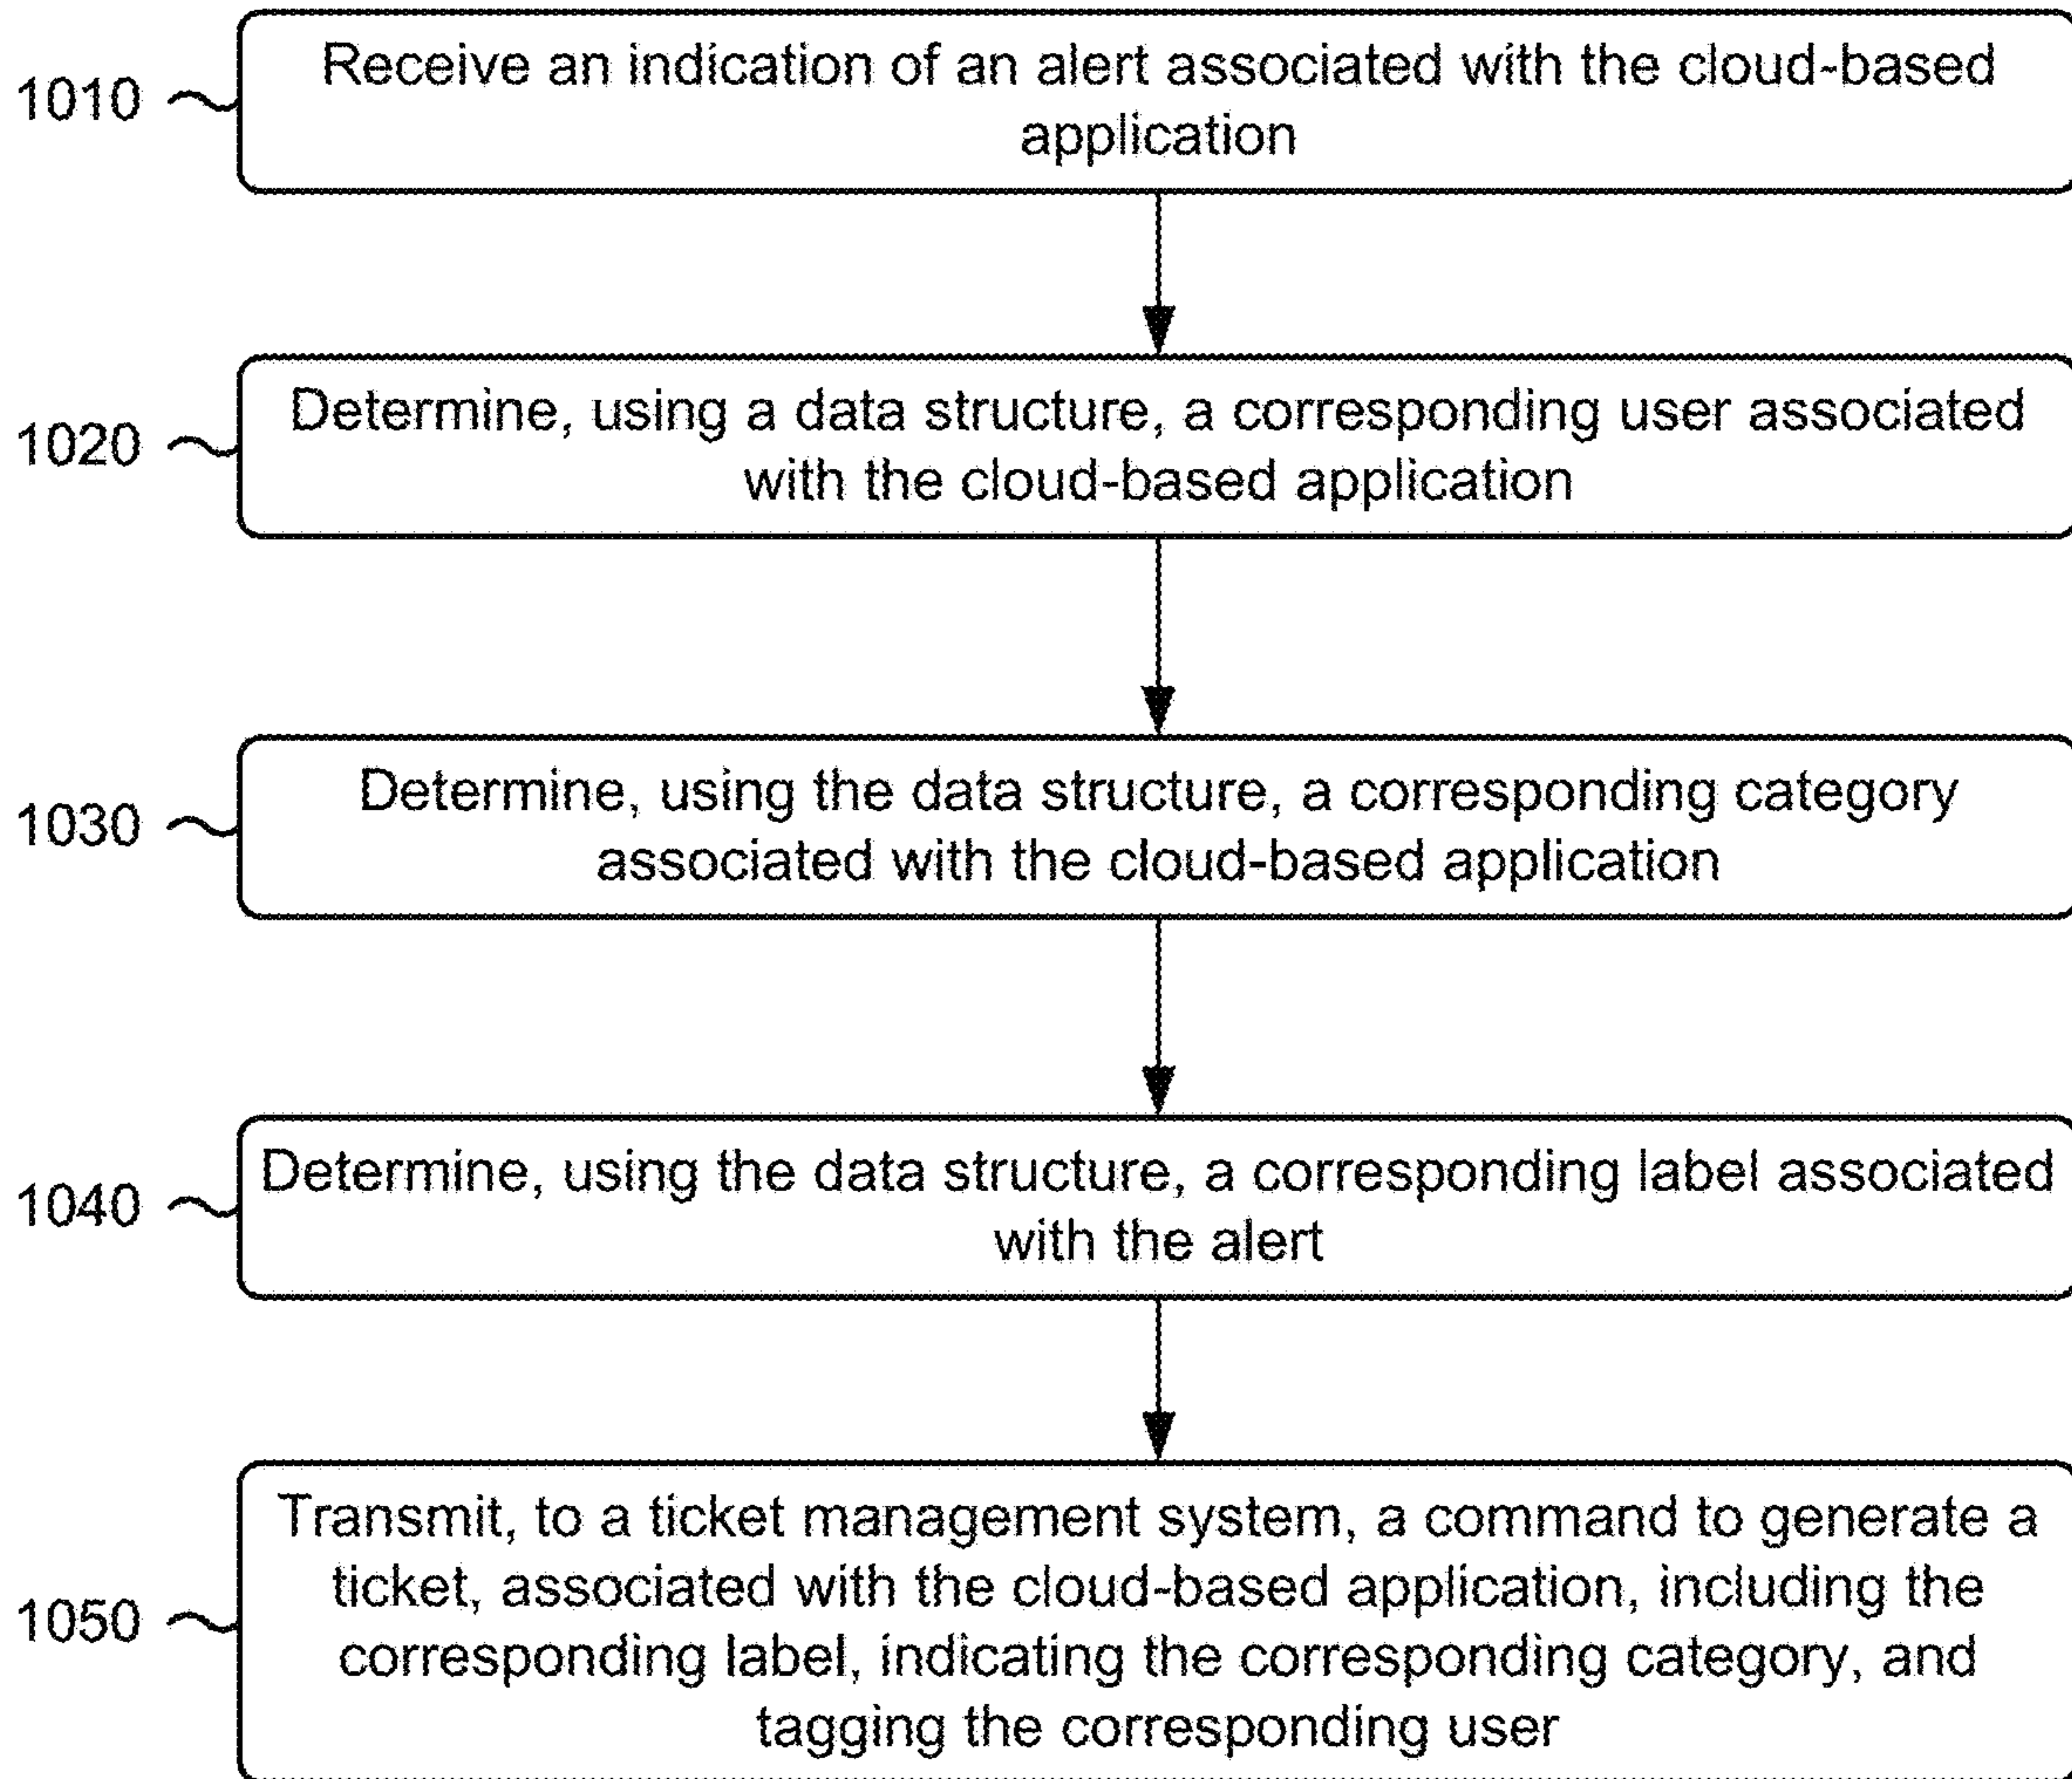 Receive an indication of an alert associated with the cloud-based
1010
application
Determine, using a data structure, a corresponding user associated
1020
with the cloud-based application
Determine, using the data structure, a corresponding category
1030
associated with the cloud-based application
Determine, using the data structure, a corresponding label associated
1040
with the alert
Transmit, to a ticket management system, a command to generate a
ticket, associated with the cloud-based application, including the
1050
corresponding label, indicating the corresponding category, and
tagging the corresponding user